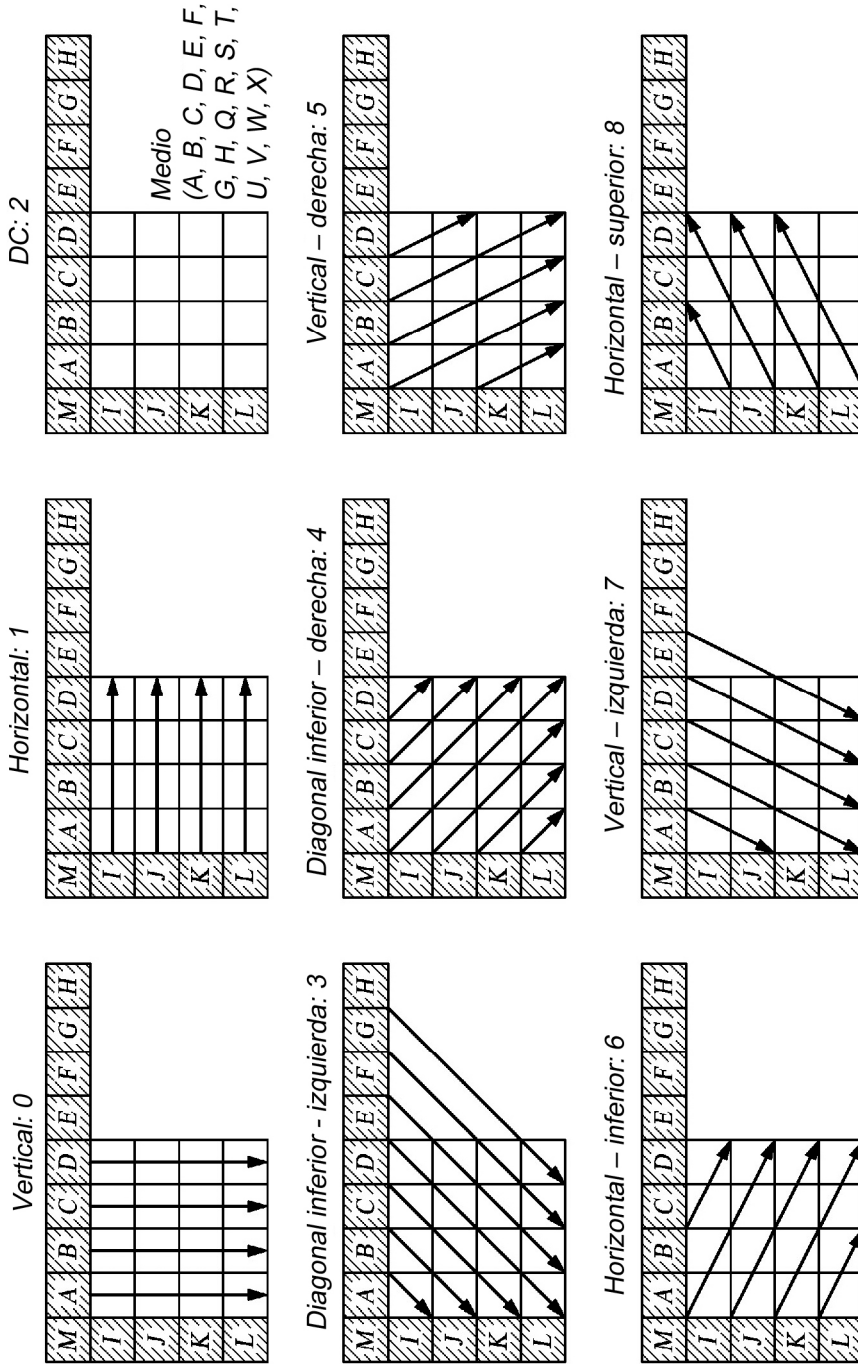 Vertical: 0
M A B C D E F G H
I
J
K
L
Horizontal: 1
M A B C D E F G H
I
J
K
L
DC: 2
M A B C D E F G H
I
J
K
L
Medio
(A, B, C, D, E, F,
G, H, Q, R, S, T,
U, V, W, X)
Diagonal inferior - izquierda: 3
M A B C D E F G H
I
J
K
L
Diagonal inferior – derecha: 4
M A B C D E F G H
I
J
K
L
Vertical – derecha: 5
M A B C D E F G H
I
J
K
L
Horizontal – inferior: 6
M A B C D E F G H
I
J
K
L
Vertical – izquierda: 7
M A B C D E F G H
I
J
K
L
Horizontal – superior: 8
M A B C D E F G H
I
J
K
L